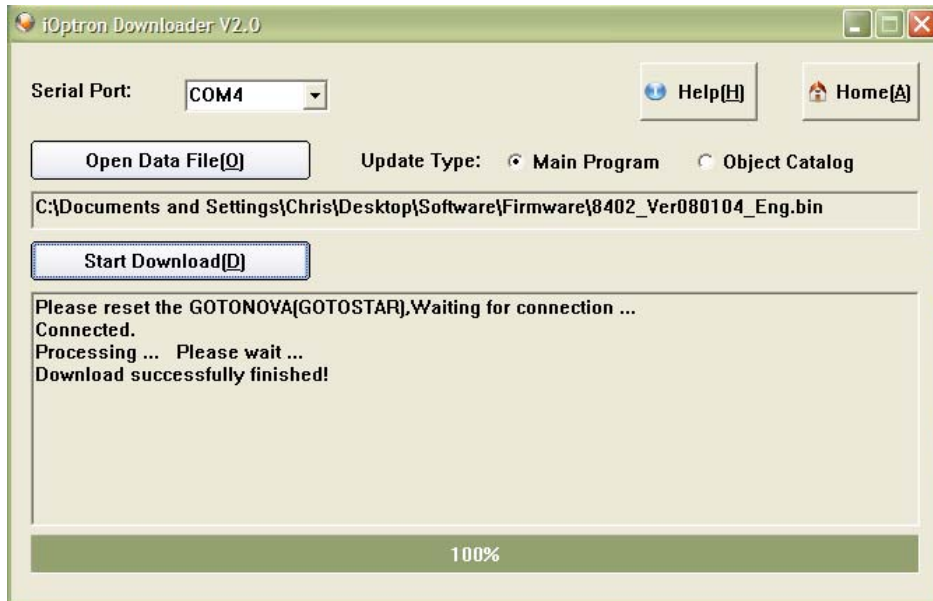 iOptron Downloader V2.0
Serial Port: COM4 Help(H) Home(A)
Open Data File(O) Update Type: Main Program Object Catalog
C:\Documents and Settings\Chris\Desktop\Software\Firmware\8402_Ver080104_Eng.bin
Start Download(D)
Please reset the GOTONOVA(GOTOSTAR),Waiting for connection ...
Connected.
Processing ... Please wait ...
Download successfully finished!
100%